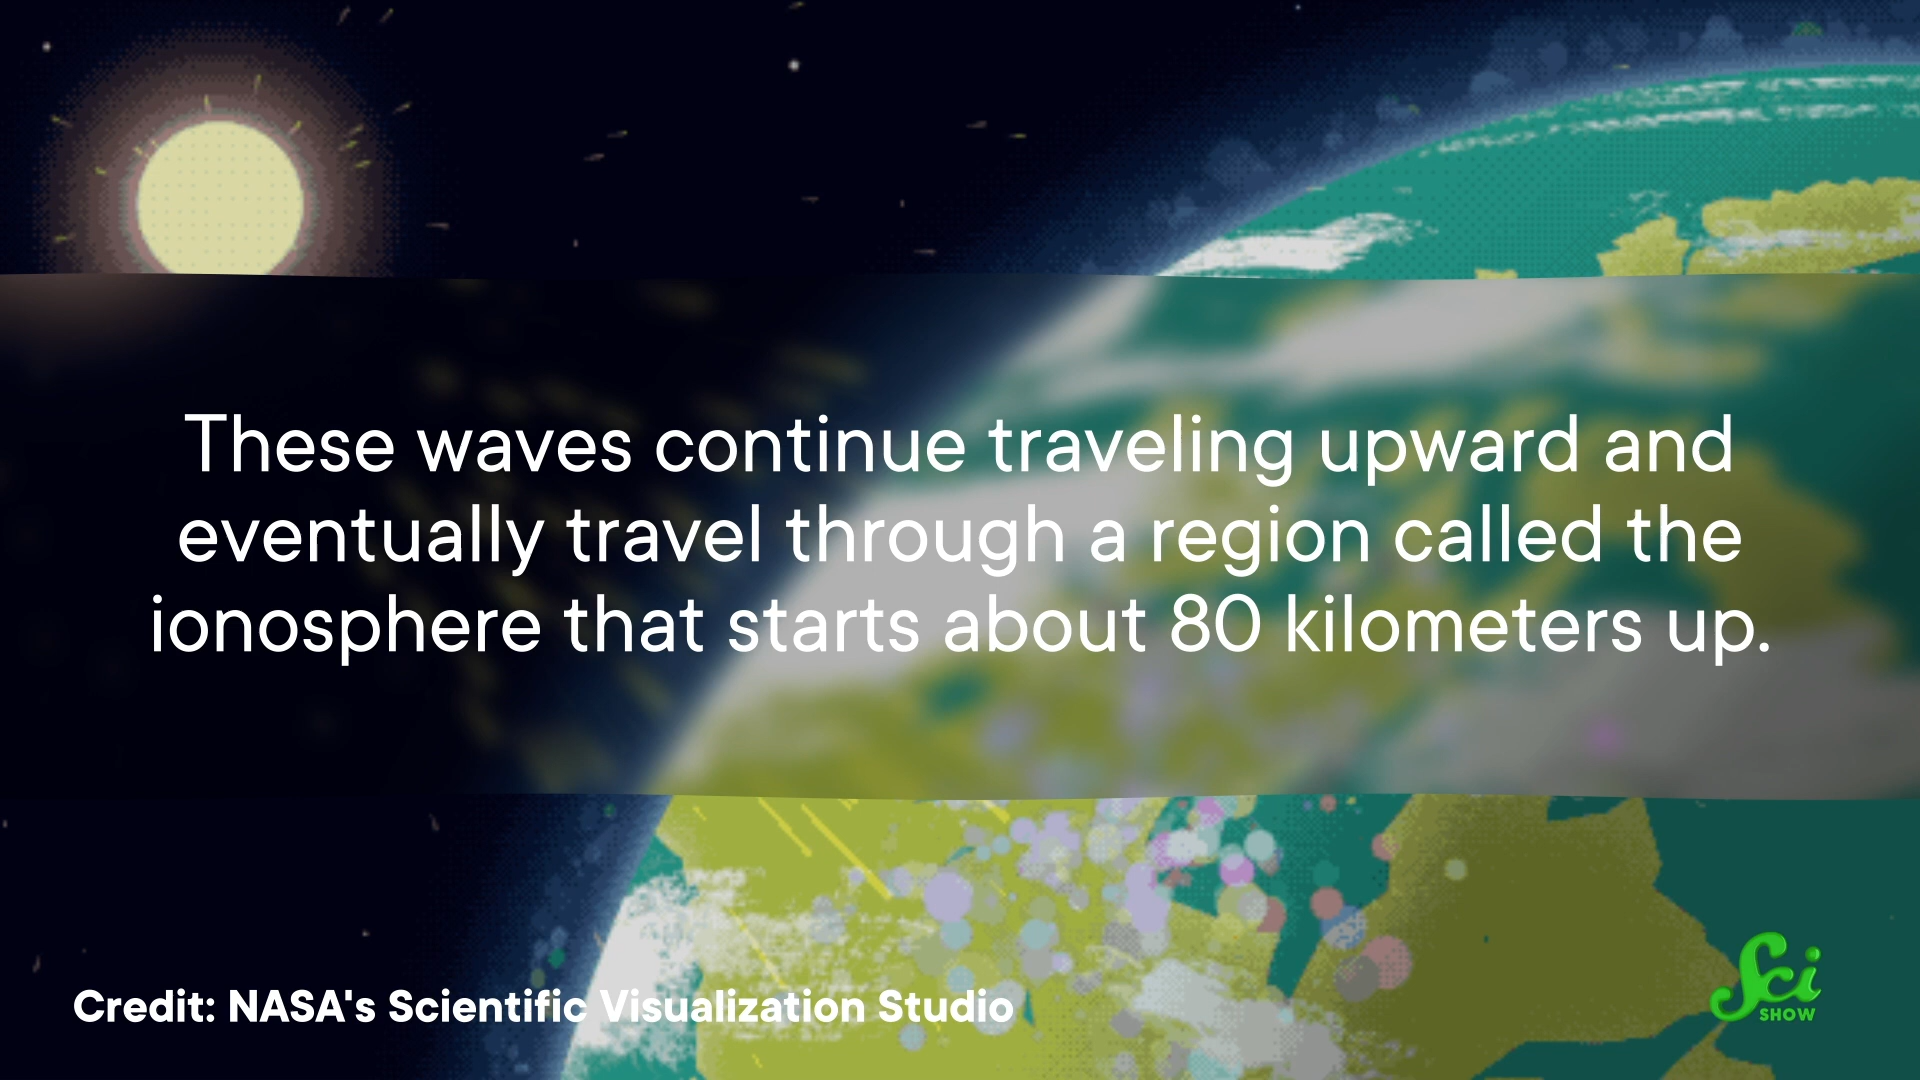 These waves continue traveling upward and
eventually travel through a region called the
ionosphere that starts about 80 kilometers up.
Credit: NASA's Scientific Visualization Studio
Sci
SHOW